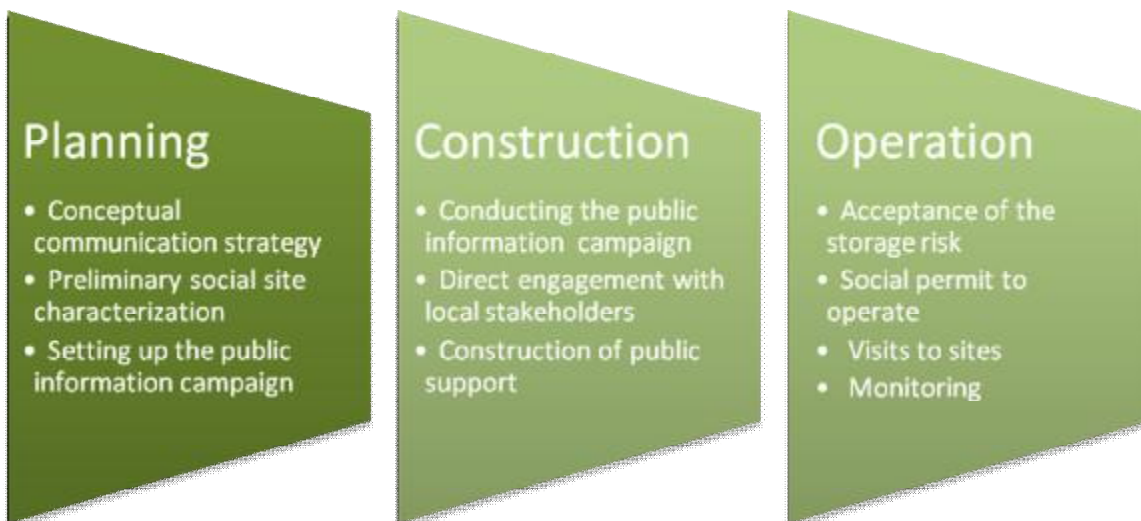 Planning
• Conceptual
communication strategy
• Preliminary social site
characterization
• Setting up the public
information campaign
Construction
• Conducting the public
information campaign
• Direct engagement with
local stakeholders
• Construction of public
support
Operation
• Acceptance of the
storage risk
• Social permit to
operate
• Visits to sites
• Monitoring